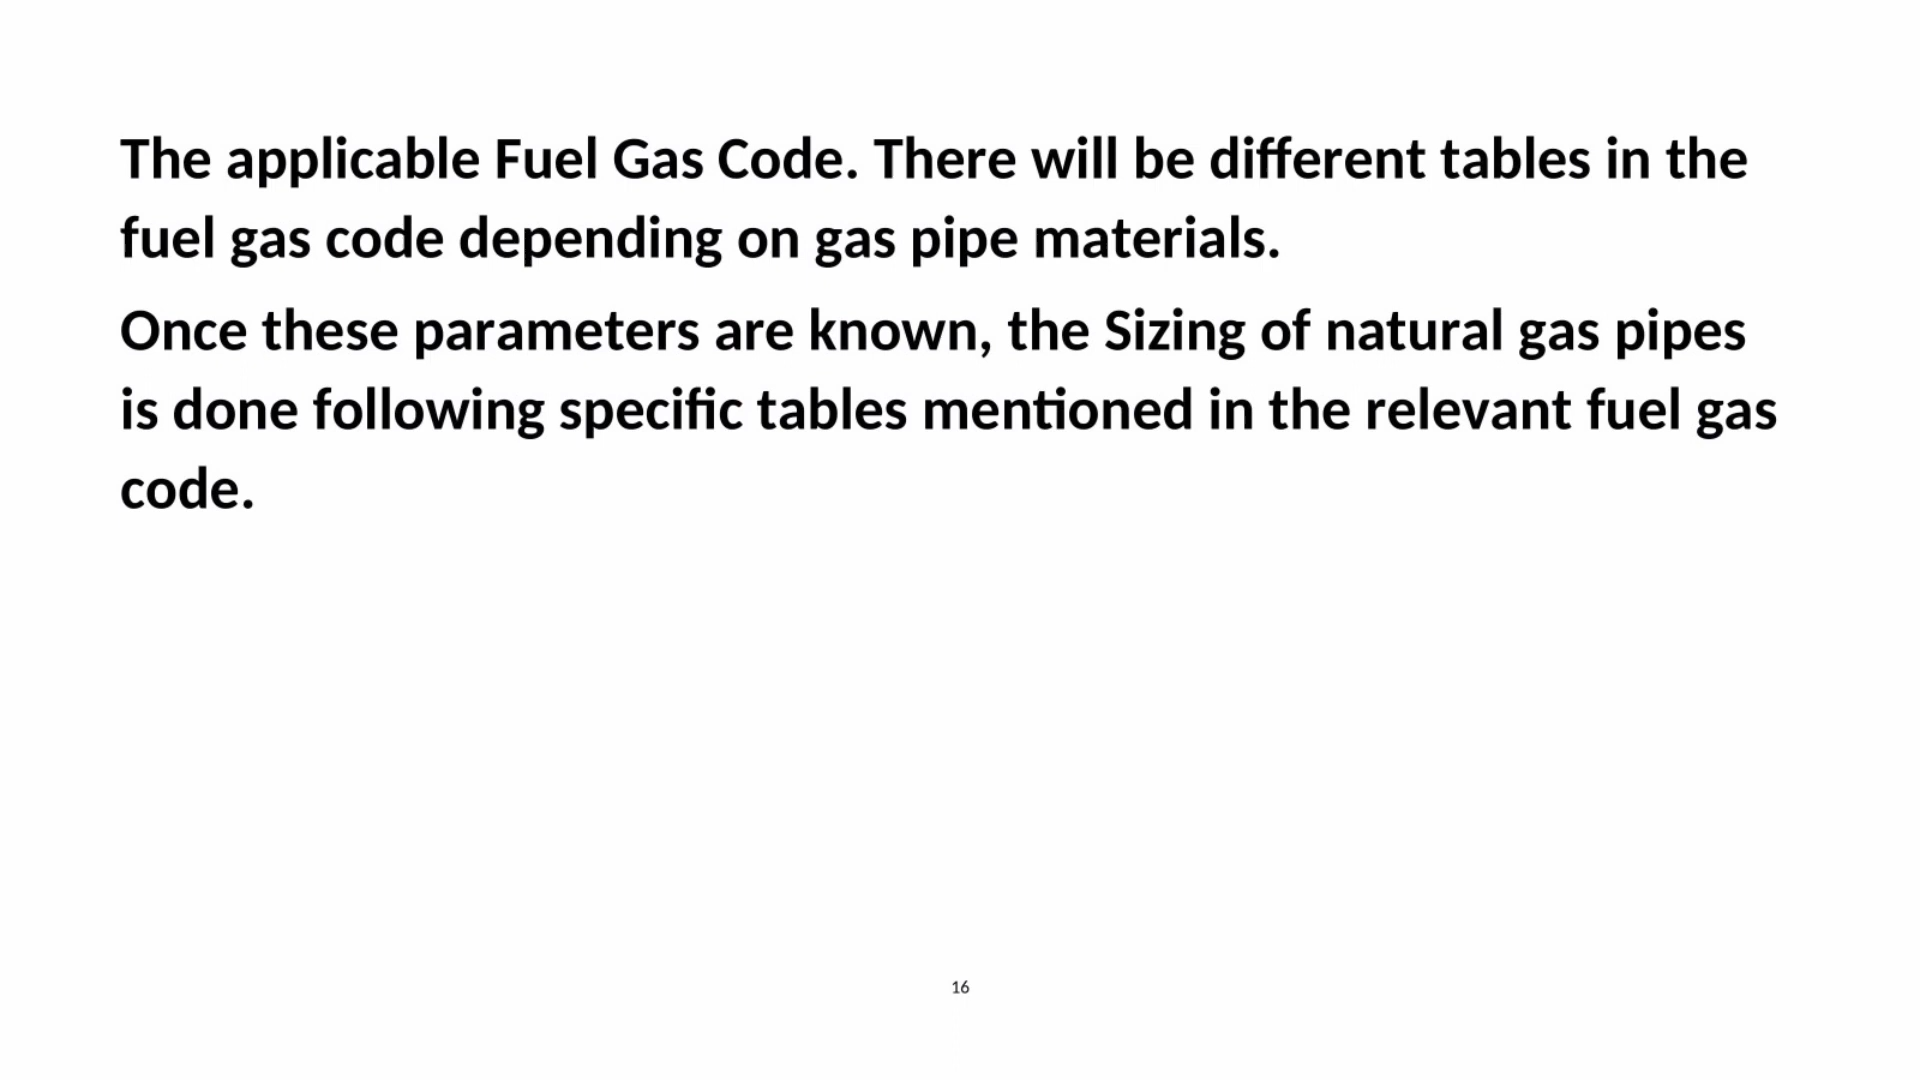 The applicable Fuel Gas Code. There will be different tables in the
fuel gas code depending on gas pipe materials.
Once these parameters are known, the Sizing of natural gas pipes
is done following specific tables mentioned in the relevant fuel gas
code.
16